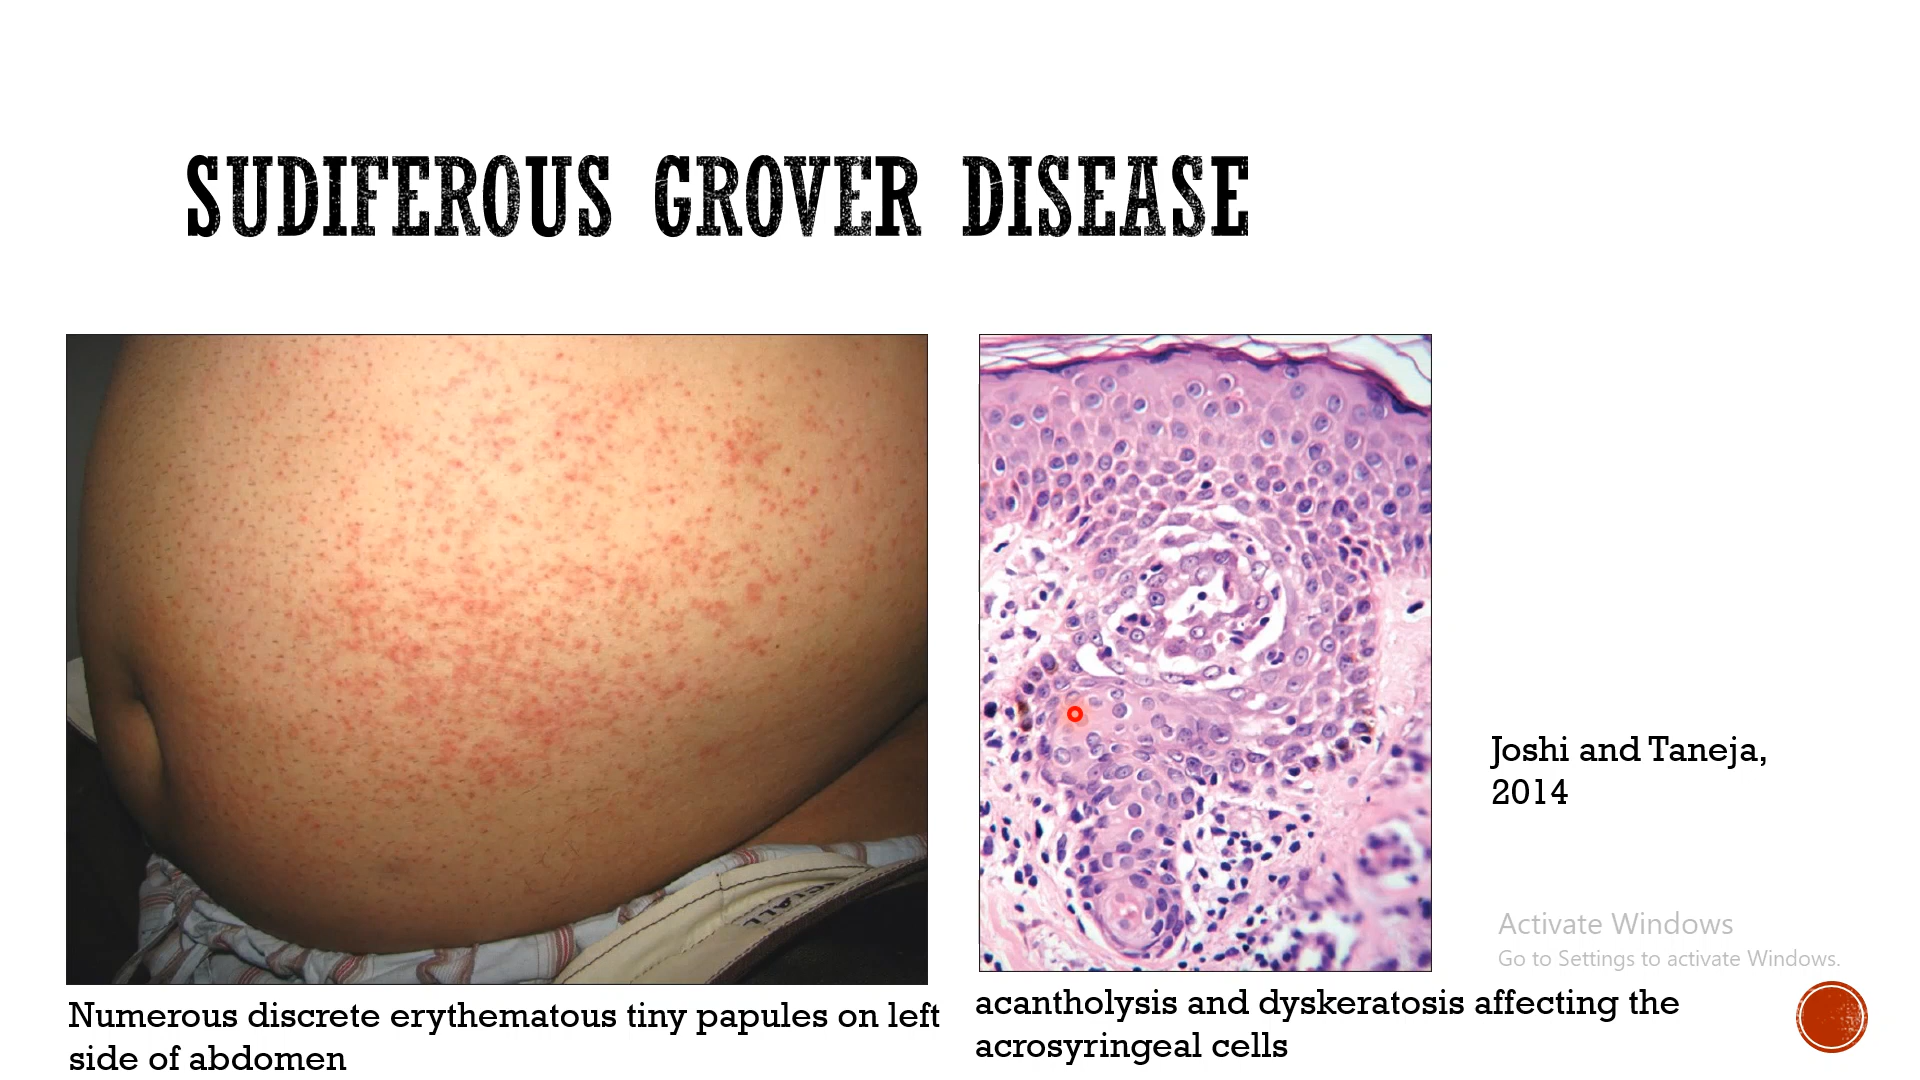 SUDIFEROUS GROVER DISEASE
Numerous discrete erythematous tiny papules on left
side of abdomen
acantholysis and dyskeratosis affecting the
acrosyringeal cells
Joshi and Taneja,
2014
Activate Windows
Go to Settings to activate Windows.